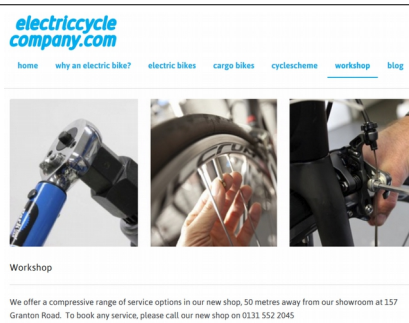 electriccycle
company.com
home why an electric bike? electric bikes cargo bikes cyclescheme workshop blog
Workshop
We offer a compressive range of service options in our new shop, 50 metres away from our showroom at 157
Granton Road. To book any service, please call our new shop on 0131 552 2045